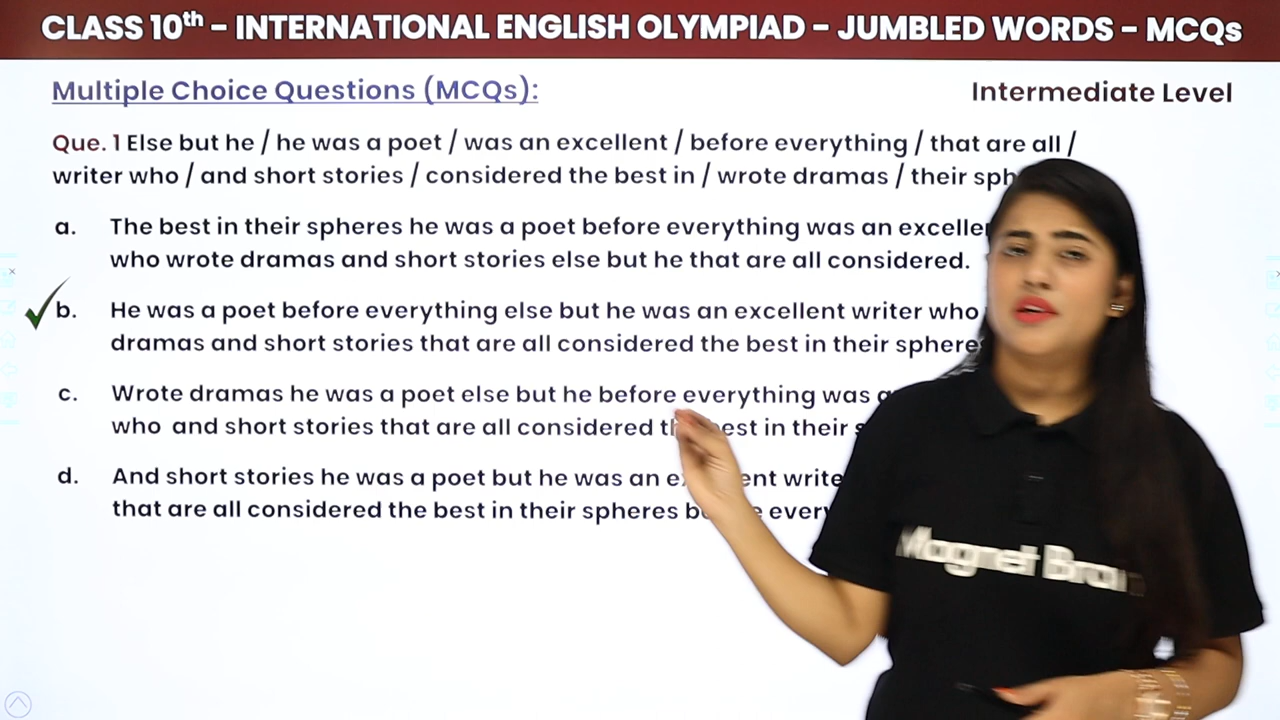 CLASS 10th – INTERNATIONAL ENGLISH OLYMPIAD – JUMBLED WORDS – MCQs
Multiple Choice Questions (MCQs):
Intermediate Level
Que. 1 Else but he / he was a poet / was an excellent / before everything / that are all /
writer who / and short stories / considered the best in / wrote dramas / their
a. The best in their spheres he was a poet before everything was an
who wrote dramas and short stories else but he that are all considered.
b. He was a poet before everything else but he was an excellent writer who
dramas and short stories that are all considered the best in their
c. Wrote dramas he was a poet else but he before everything was
who and short stories that are all considered in their
d. And short stories he was a poet but he was an
that are all considered the best in their spheres
Magnet